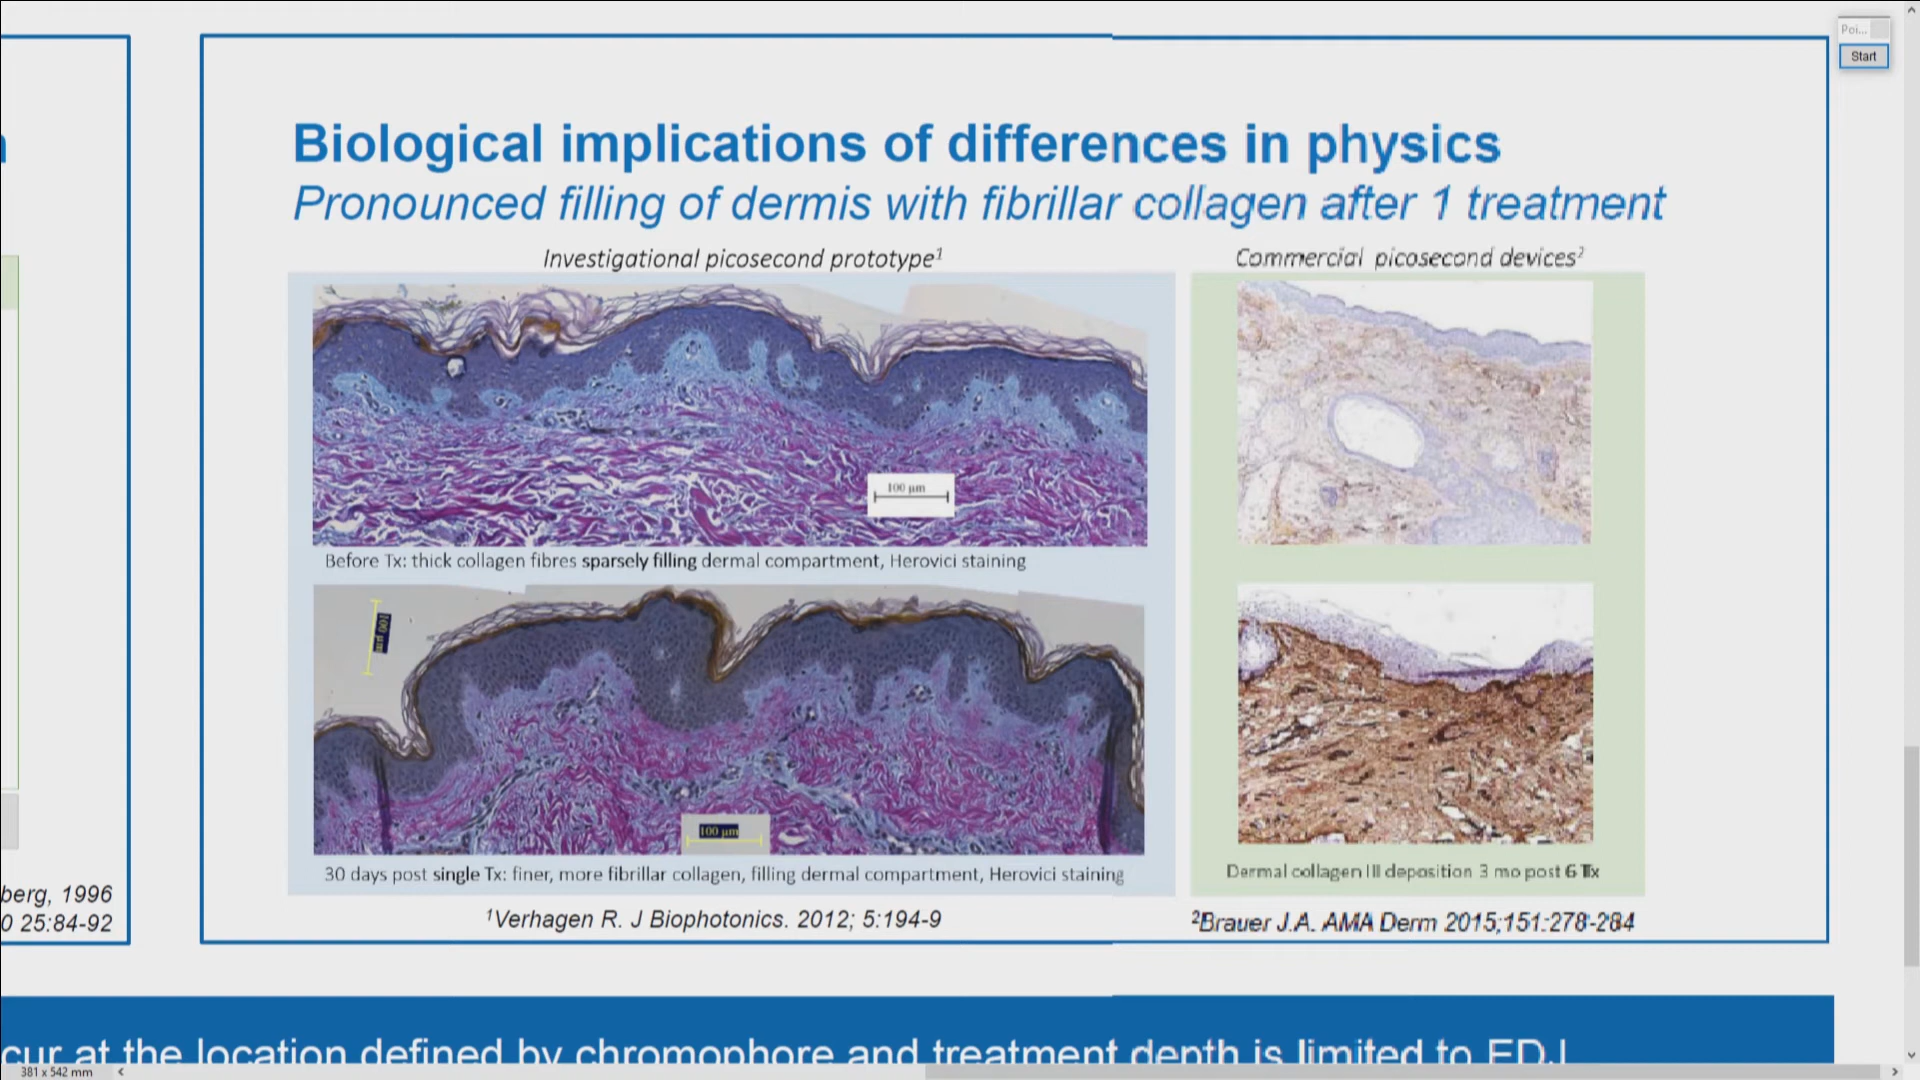 Poi...
Start
Biological implications of differences in physics
Pronounced filling of dermis with fibrillar collagen after 1 treatment
Investigational picosecond prototype¹
Commercial picosecond devices²
100 µm
Before Tx: thick collagen fibres sparsely filling dermal compartment, Herovici staining
100 µm
100 µm
30 days post single Tx: finer, more fibrillar collagen, filling dermal compartment, Herovici staining
Dermal collagen III deposition 3 mo post 6 Tx
¹Verhagen R. J Biophotonics. 2012; 5:194-9
²Brauer J.A. AMA Derm 2015;151:278-284
berg, 1996
0 25:84-92
cur at the location defined by chromophore and treatment depth is limited to EDJ
381 x 542 mm